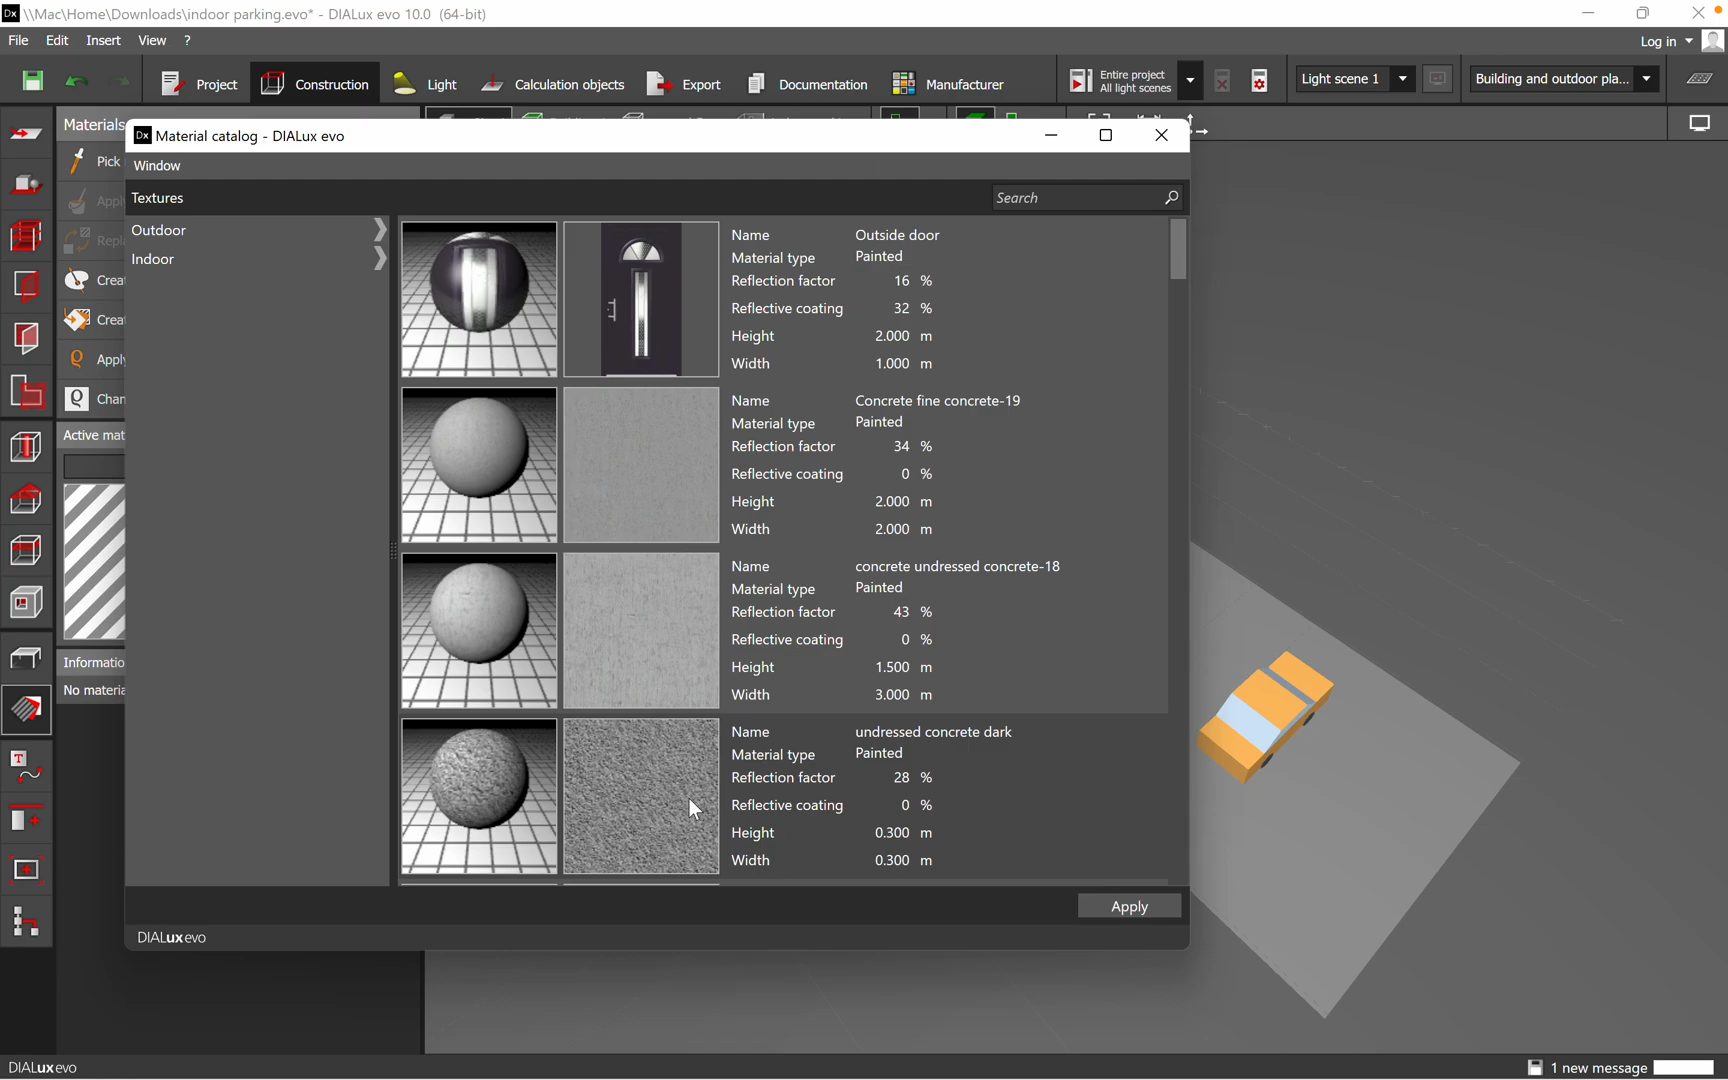 \\Mac\Home\Downloads\indoor parking.evo* - DIALux evo 10.0 (64-bit)
File Edit Insert View ?
Log in
Project Construction Light Calculation objects Export Documentation Manufacturer
Entire project
All light scenes
Light scene 1
Building and outdoor pla...
Materials
Material catalog - DIALux evo
Pick
Window
Textures
Search
Outdoor
Indoor
Active mat
Informatio
No materia
Name Outside door
Material type Painted
Reflection factor 16 %
Reflective coating 32 %
Height 2.000 m
Width 1.000 m
Name Concrete fine concrete-19
Material type Painted
Reflection factor 34 %
Reflective coating 0 %
Height 2.000 m
Width 2.000 m
Name concrete undressed concrete-18
Material type Painted
Reflection factor 43 %
Reflective coating 0 %
Height 1.500 m
Width 3.000 m
Name undressed concrete dark
Material type Painted
Reflection factor 28 %
Reflective coating 0 %
Height 0.300 m
Width 0.300 m
Apply
DIALux evo
DIALux evo
1 new message